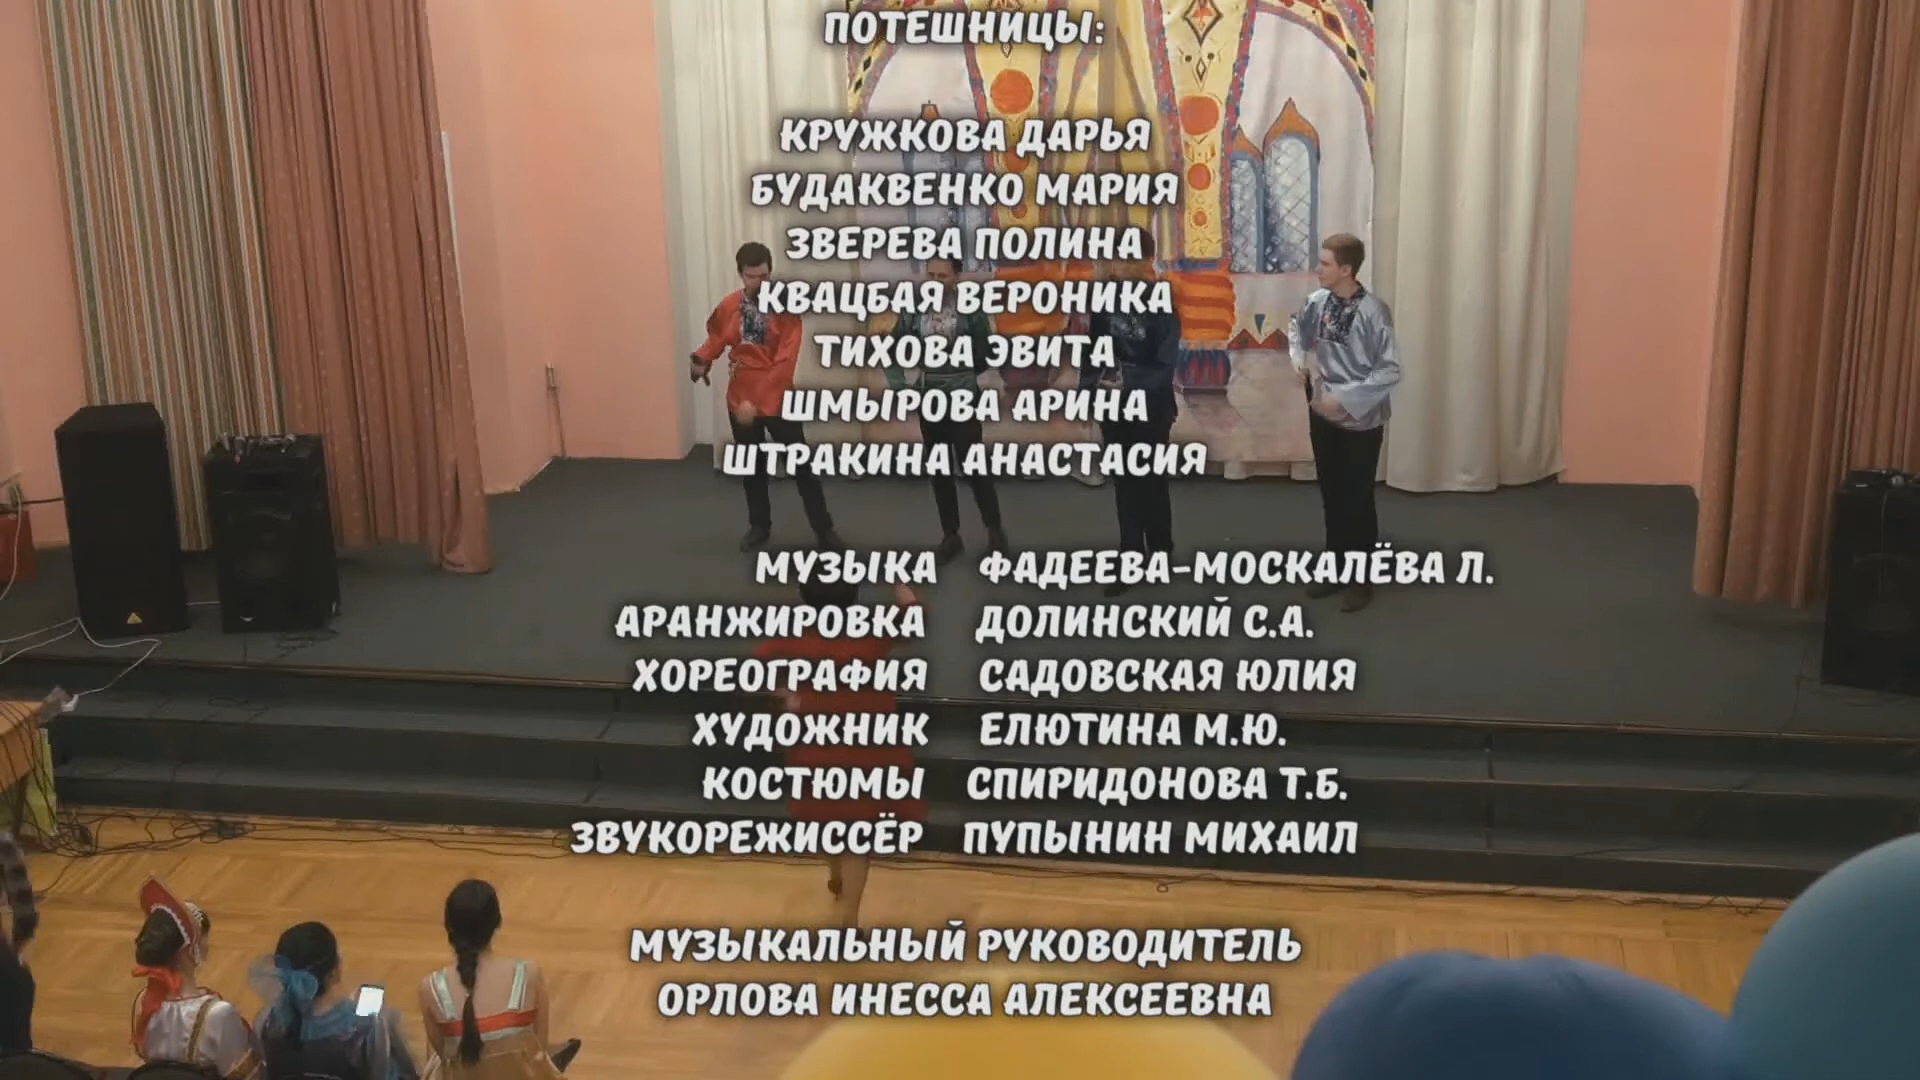 ПОТЕШНИЦЫ:
КРУЖКОВА ДАРЬЯ
БУДАКВЕНКО МАРИЯ
ЗВЕРЕВА ПОЛИНА
КВАЦБАЯ ВЕРОНИКА
ТИХОВА ЭВИТА
ШМЫРОВА АРИНА
ШТРАКИНА АНАСТАСИЯ
МУЗЫКА ФАДЕЕВА-МОСКАЛЁВА Л.
АРАНЖИРОВКА ДОЛИНСКИЙ С.А.
ХОРЕОГРАФИЯ САДОВСКАЯ ЮЛИЯ
ХУДОЖНИК ЕЛЮТИНА М.Ю.
КОСТЮМЫ СПИРИДОНОВА Т.Б.
ЗВУКОРЕЖИССЁР ПУПЫНИН МИХАИЛ
МУЗЫКАЛЬНЫЙ РУКОВОДИТЕЛЬ
ОРЛОВА ИНЕССА АЛЕКСЕЕВНА